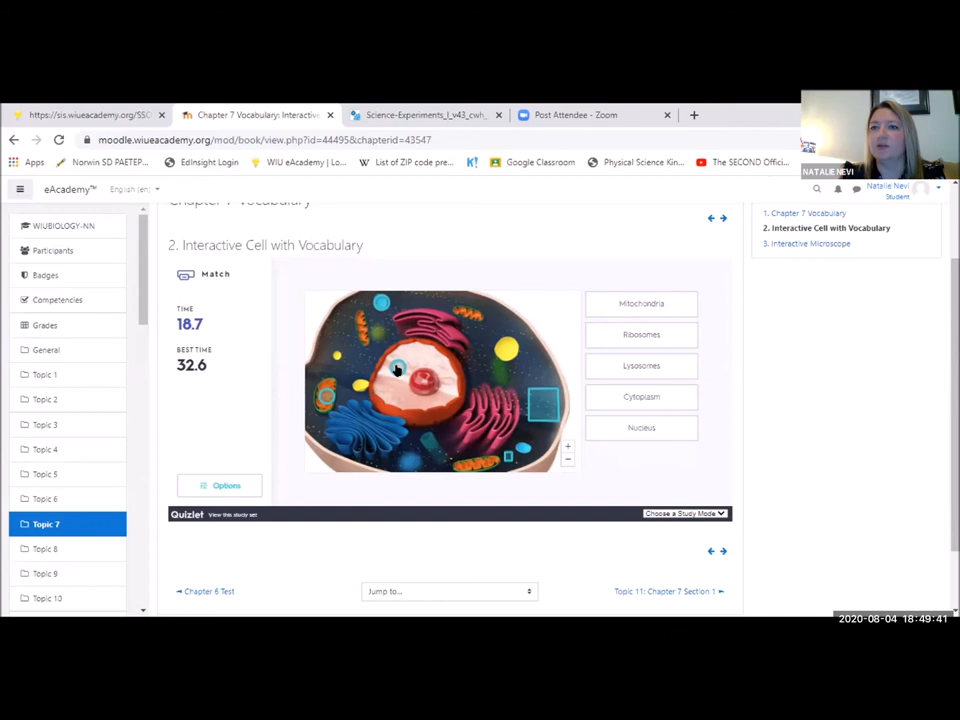 https://sis.wiueacademy.org/SSC
Chapter 7 Vocabulary: Interactive
Science-Experiments_I_v43_cwh_
Post Attendee - Zoom
moodle.wiueacademy.org/mod/book/view.php?id=44495&chapterid=43547
Apps
Norwin SD PAETEP...
EdInsight Login
WIU eAcademy | Lo...
List of ZIP code pre...
Google Classroom
Physical Science Kin...
The SECOND Offici...
NATALIE NEVI
eAcademy™
English (en)
Natalie Nevi
Student
WIUBIOLOGY-NN
Participants
Badges
Competencies
Grades
General
Topic 1
Topic 2
Topic 3
Topic 4
Topic 5
Topic 6
Topic 7
Topic 8
Topic 9
Topic 10
Chapter 7 Vocabulary
2. Interactive Cell with Vocabulary
Match
TIME
18.7
BEST TIME
32.6
Options
Mitochondria
Ribosomes
Lysosomes
Cytoplasm
Nucleus
+
−
Quizlet View this study set
Choose a Study Mode
◄ Chapter 6 Test
Jump to...
Topic 11: Chapter 7 Section 1 ►
1. Chapter 7 Vocabulary
2. Interactive Cell with Vocabulary
3. Interactive Microscope
2020-08-04 18:49:41